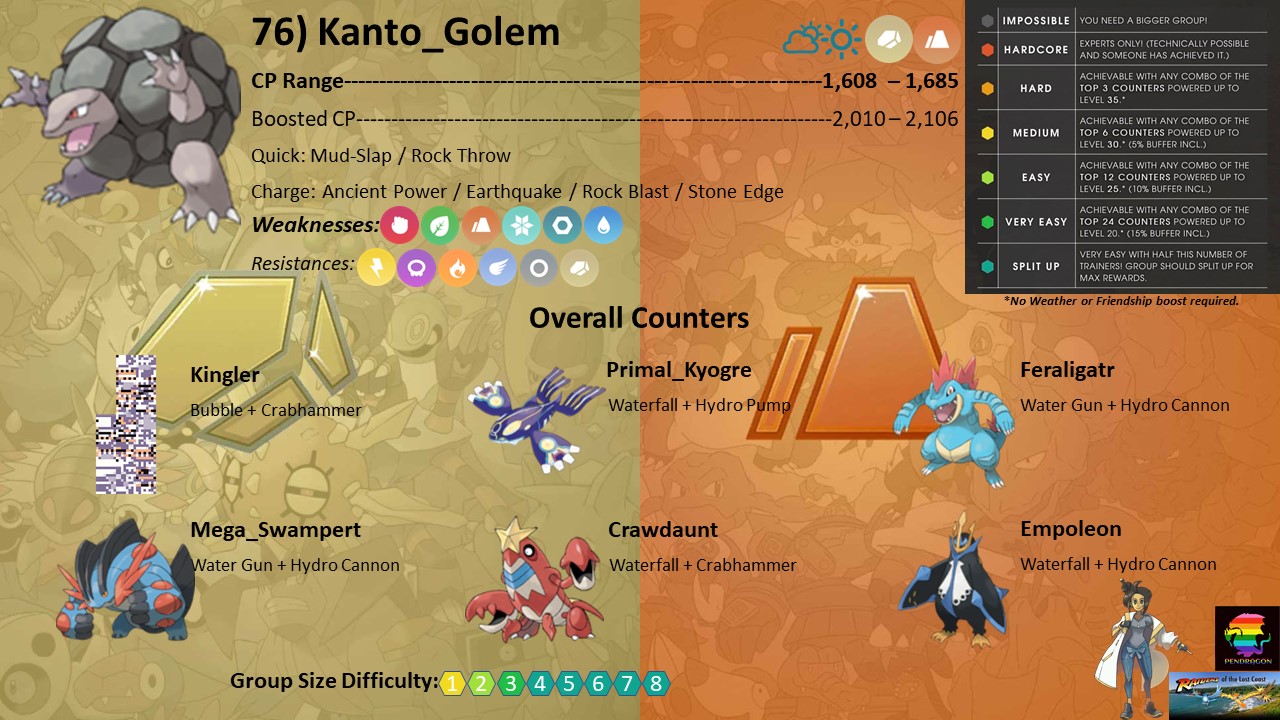 76) Kanto_Golem
CP Range----------------------------------------------------------------------1,608 – 1,685
Boosted CP----------------------------------------------------------------------2,010 – 2,106
Quick: Mud-Slap / Rock Throw
Charge: Ancient Power / Earthquake / Rock Blast / Stone Edge
Weaknesses:
Resistances:
IMPOSSIBLE YOU NEED A BIGGER GROUP!
HARDCORE EXPERTS ONLY! (TECHNICALLY POSSIBLE
AND SOMEONE HAS ACHIEVED IT.)
HARD ACHIEVABLE WITH ANY COMBO OF THE
TOP 3 COUNTERS POWERED UP TO
LEVEL 35.*
MEDIUM ACHIEVABLE WITH ANY COMBO OF THE
TOP 6 COUNTERS POWERED UP TO
LEVEL 30.* (5% BUFFER INCL.)
EASY ACHIEVABLE WITH ANY COMBO OF THE
TOP 12 COUNTERS POWERED UP TO
LEVEL 25.* (10% BUFFER INCL.)
VERY EASY ACHIEVABLE WITH ANY COMBO OF THE
TOP 24 COUNTERS POWERED UP TO
LEVEL 20.* (15% BUFFER INCL.)
SPLIT UP VERY EASY WITH HALF THIS NUMBER OF
TRAINERS! GROUP SHOULD SPLIT UP FOR
MAX REWARDS.
*No Weather or Friendship boost required.
Overall Counters
Kingler
Bubble + Crabhammer
Primal_Kyogre
Waterfall + Hydro Pump
Feraligatr
Water Gun + Hydro Cannon
Mega_Swampert
Water Gun + Hydro Cannon
Crawdaunt
Waterfall + Crabhammer
Empoleon
Waterfall + Hydro Cannon
Group Size Difficulty: 1 2 3 4 5 6 7 8
PENDRAGON
RAIDERS of the Lost Coast